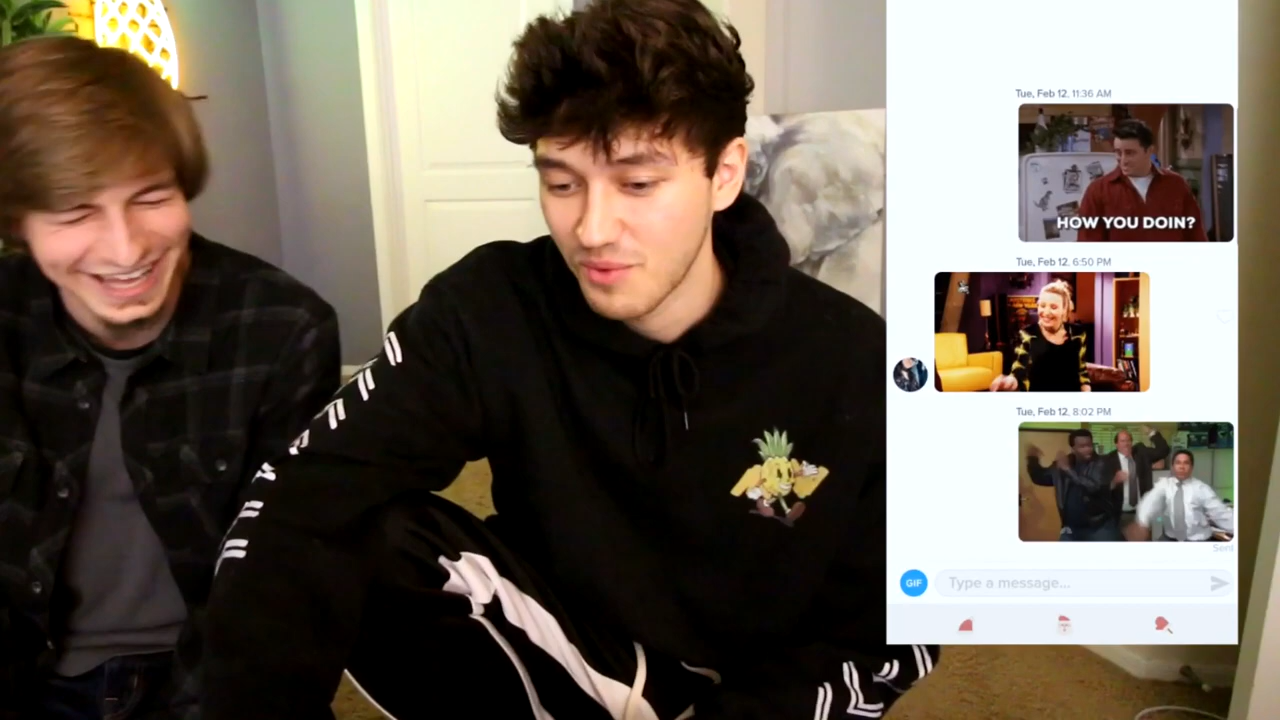 Tue, Feb 12, 11:36 AM
HOW YOU DOIN?
Tue, Feb 12, 6:50 PM
Tue, Feb 12, 8:02 PM
Sent
GIF
Type a message...